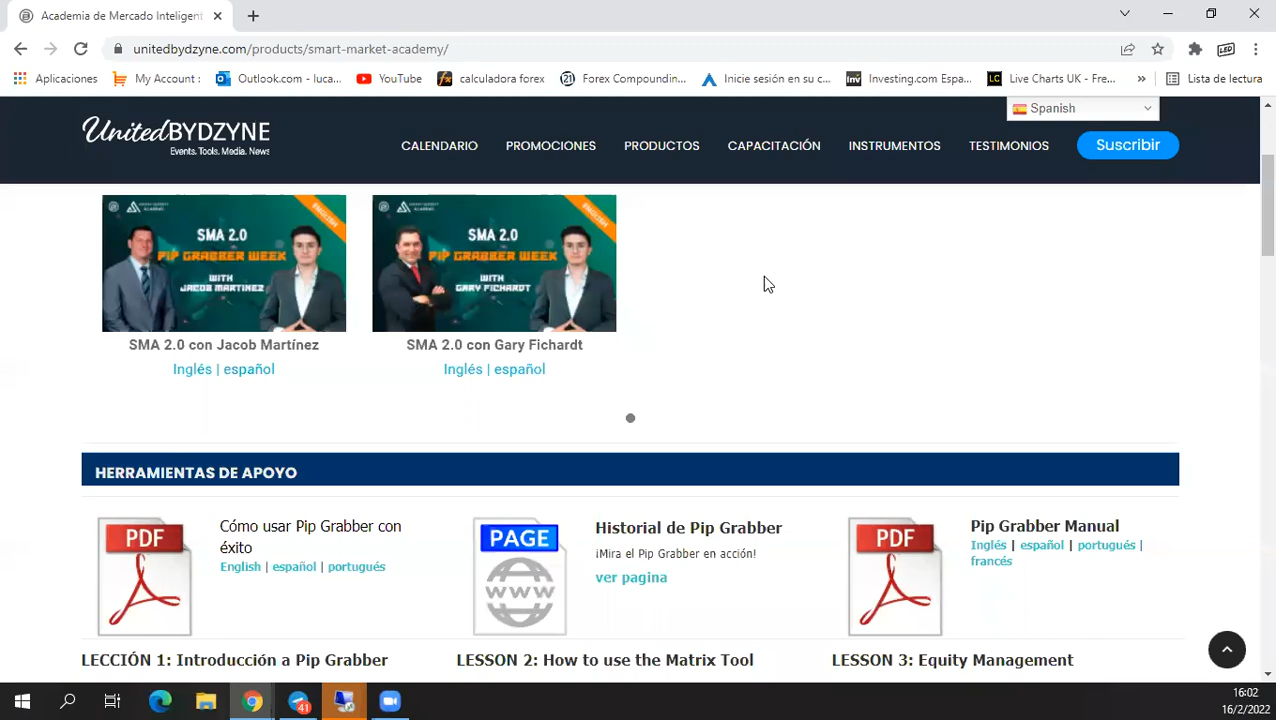 Academia de Mercado Inteligent
unitedbydzyne.com/products/smart-market-academy/
Aplicaciones
My Account :
Outlook.com - luca...
YouTube
calculadora forex
Forex Compoundin...
Inicie sesión en su c...
Investing.com Espa...
Live Charts UK - Fre...
»
Lista de lectura
Spanish
UnitedBYDZYNE
Events. Tools. Media. News
CALENDARIO
PROMOCIONES
PRODUCTOS
CAPACITACIÓN
INSTRUMENTOS
TESTIMONIOS
Suscribir
ENGLISH
SMA 2.0
PIP GRABBER WEEK
WITH
JACOB MARTINEZ
ENGLISH
SMA 2.0
PIP GRABBER WEEK
WITH
GARY FICHARDT
SMA 2.0 con Jacob Martínez
Inglés | español
SMA 2.0 con Gary Fichardt
Inglés | español
HERRAMIENTAS DE APOYO
PDF
Cómo usar Pip Grabber con
éxito
English | español | portugués
PAGE
WWW
Historial de Pip Grabber
¡Mira el Pip Grabber en acción!
ver pagina
PDF
Pip Grabber Manual
Inglés | español | portugués |
francés
LECCIÓN 1: Introducción a Pip Grabber
LESSON 2: How to use the Matrix Tool
LESSON 3: Equity Management
41
16:02
16/2/2022